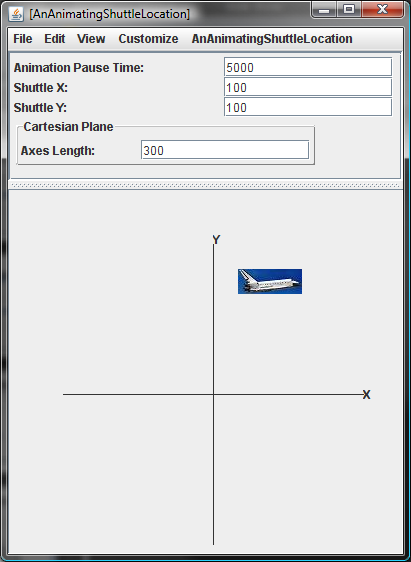 [AnAnimatingShuttleLocation]
File Edit View Customize AnAnimatingShuttleLocation
Animation Pause Time: 5000
Shuttle X: 100
Shuttle Y: 100
Cartesian Plane
Axes Length: 300
Y
X